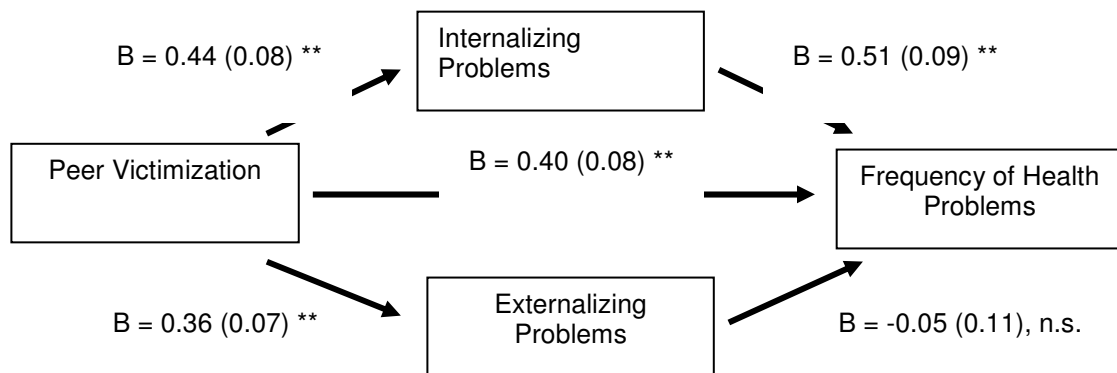 Internalizing
Problems
B = 0.44 (0.08) **
B = 0.51 (0.09) **
Peer Victimization
B = 0.40 (0.08) **
Frequency of Health
Problems
Externalizing
Problems
B = 0.36 (0.07) **
B = -0.05 (0.11), n.s.